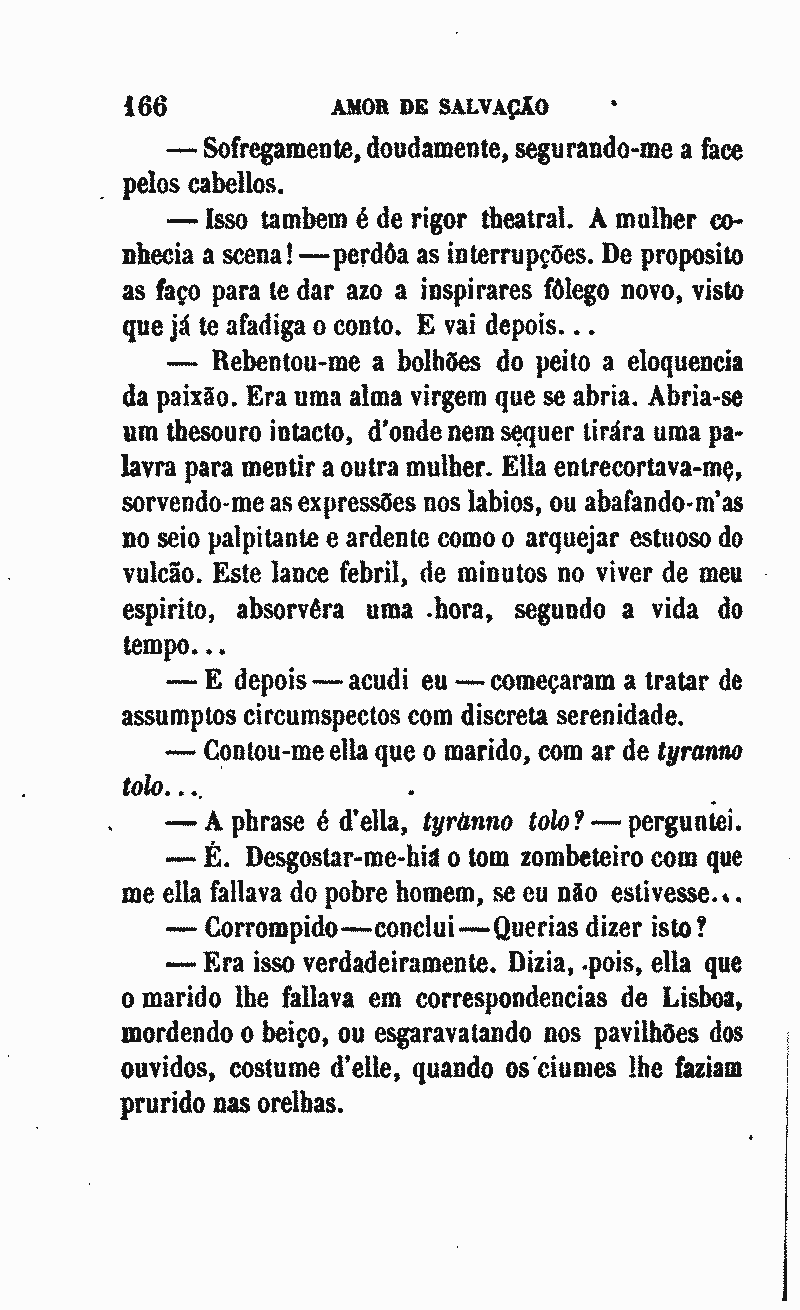 166 AMOR DE SALVAÇÃO
— Sofregamente, doudamente, segurando-me a face
pelos cabellos.
— Isso tambem é de rigor theatral. A mulher co-
nhecia a scena! — perdôa as interrupções. De proposito
as faço para te dar azo a inspirares fôlego novo, visto
que já te afadiga o conto. E vai depois...
— Rebentou-me a bolhões do peito a eloquencia
da paixão. Era uma alma virgem que se abria. Abria-se
um thesouro intacto, d'onde nem sequer tirára uma pa-
lavra para mentir a outra mulher. Ella entrecortava-me,
sorvendo-me as expressões nos labios, ou abafando-m'as
no seio palpitante e ardente como o arquejar estuoso do
vulcão. Este lance febril, de minutos no viver de meu
espirito, absorvêra uma hora, segundo a vida do
tempo...
— E depois — acudi eu — começaram a tratar de
assumptos circumspectos com discreta serenidade.
— Contou-me ella que o marido, com ar de tyranno
tolo...
— A phrase é d'ella, tyranno tolo? — perguntei.
— É. Desgostar-me-hia o tom zombeteiro com que
me ella fallava do pobre homem, se eu não estivesse...
— Corrompido — conclui — Querias dizer isto?
— Era isso verdadeiramente. Dizia, pois, ella que
o marido lhe fallava em correspondencias de Lisboa,
mordendo o beiço, ou esgaravatando nos pavilhões dos
ouvidos, costume d'elle, quando os ciumes lhe faziam
prurido nas orelhas.